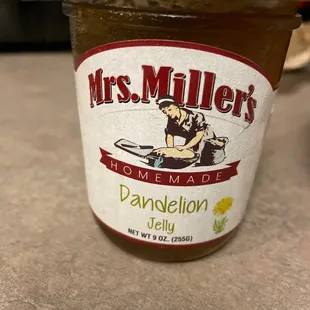 Mrs. Miller's
HOMEMADE
Dandelion
Jelly
NET WT 9 OZ. (255G)